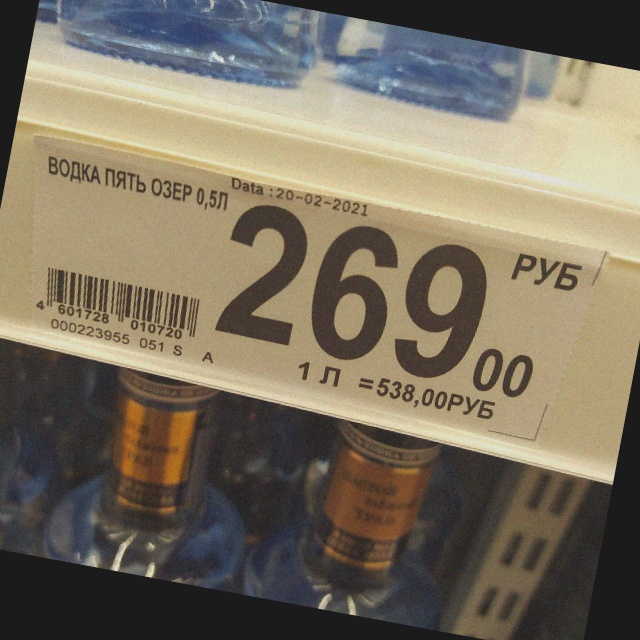 ВОДКА ПЯТЬ ОЗЕР 0,5Л
Data : 20-02-2021
269 00 РУБ
4 601728 010720
000223955 051 S A
1 Л =538,00РУБ